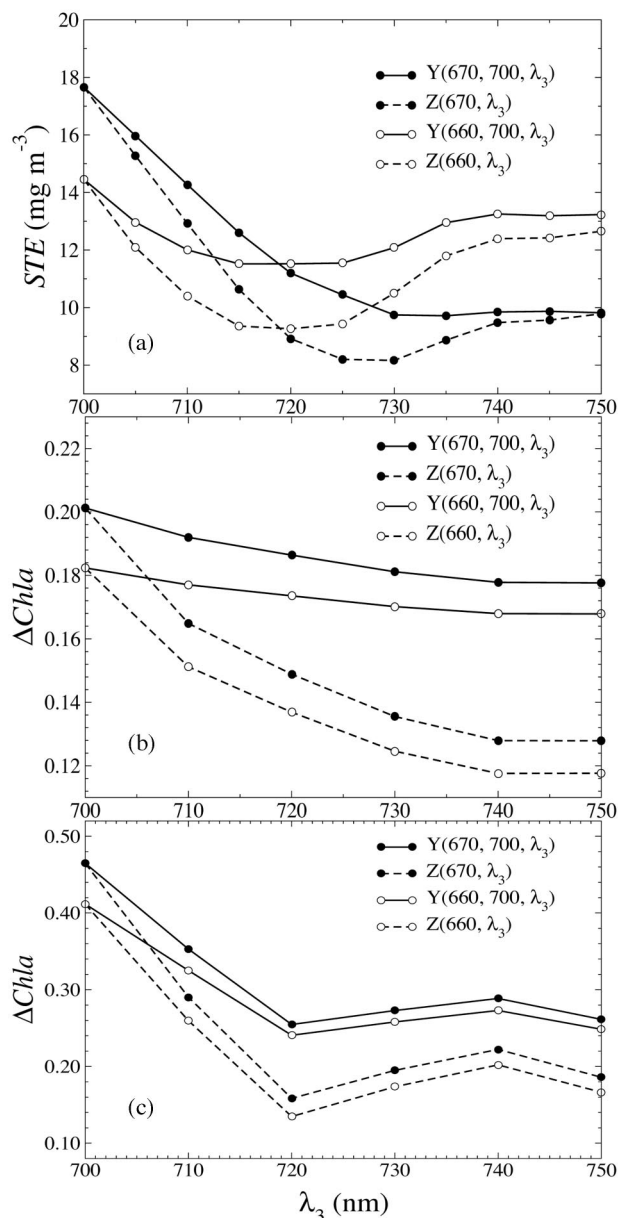 20
18
16
14
12
10
8
STE (mg m⁻³)
Y(670, 700, λ₃)
Z(670, λ₃)
Y(660, 700, λ₃)
Z(660, λ₃)
(a)
700 710 720 730 740 750
0.22
0.20
0.18
0.16
0.14
0.12
ΔChla
Y(670, 700, λ₃)
Z(670, λ₃)
Y(660, 700, λ₃)
Z(660, λ₃)
(b)
700 710 720 730 740 750
0.50
0.40
0.30
0.20
0.10
ΔChla
Y(670, 700, λ₃)
Z(670, λ₃)
Y(660, 700, λ₃)
Z(660, λ₃)
(c)
700 710 720 730 740 750
λ₃ (nm)